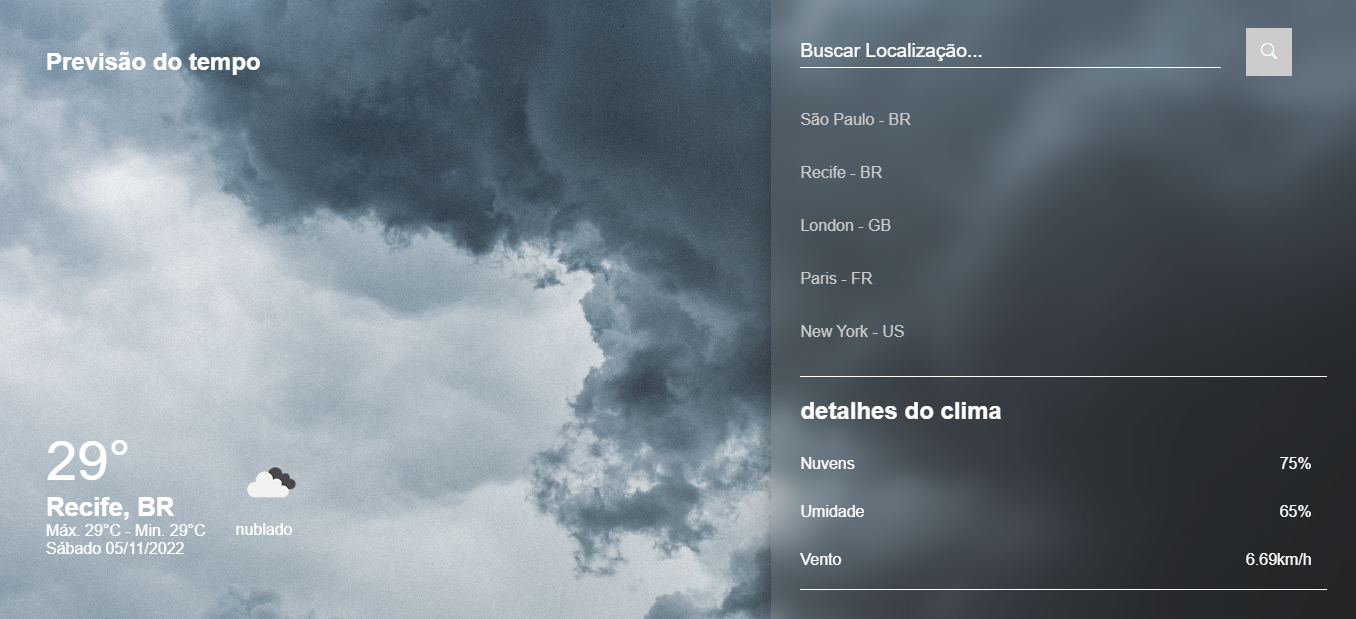 Previsão do tempo
29°
Recife, BR
Máx. 29°C - Min. 29°C
Sábado 05/11/2022
nublado
Buscar Localização...
São Paulo - BR
Recife - BR
London - GB
Paris - FR
New York - US
detalhes do clima
Nuvens 75%
Umidade 65%
Vento 6.69km/h